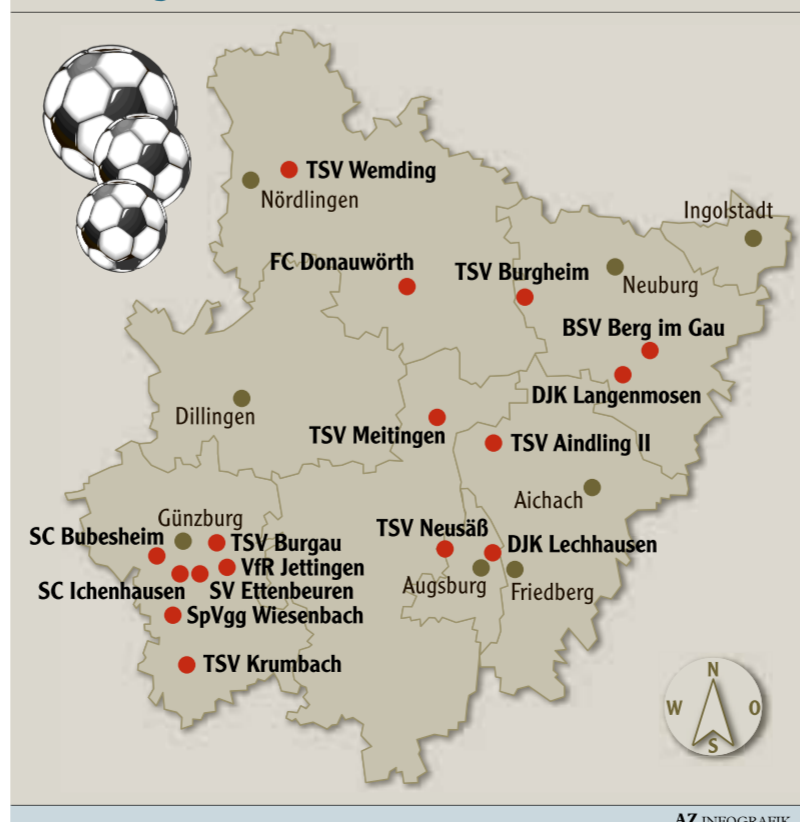 TSV Wemding
Nördlingen
Ingolstadt
FC Donauwörth
TSV Burgheim
Neuburg
BSV Berg im Gau
DJK Langenmosen
Dillingen
TSV Meitingen
TSV Aindling II
Aichach
Günzburg
SC Bubesheim
TSV Burgau
TSV Neusäß
DJK Lechhausen
VfR Jettingen
SC Ichenhausen
SV Ettenbeuren
Augsburg
Friedberg
SpVgg Wiesenbach
TSV Krumbach
N
W O
S
AZ INFOGRAFIK